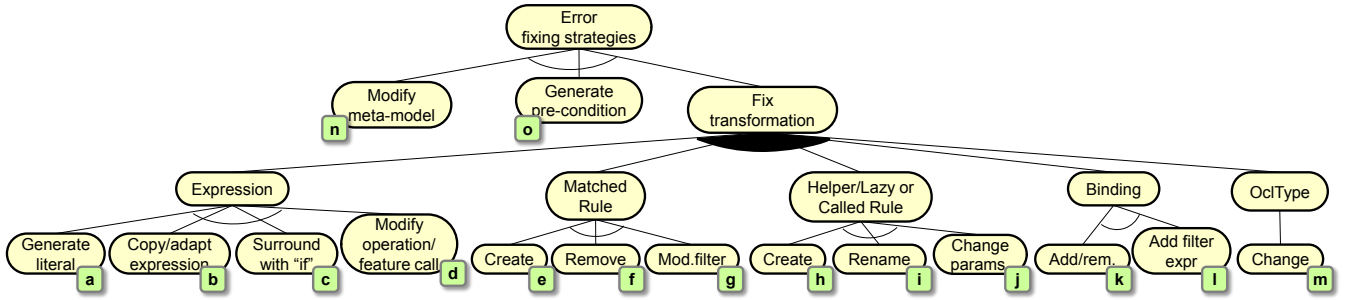 Error
fixing strategies
Modify
meta-model
n
Generate
pre-condition
o
Fix
transformation
Expression
Matched
Rule
Helper/Lazy or
Called Rule
Binding
OclType
Generate
literal
a
Copy/adapt
expression
b
Surround
with “if”
c
Modify
operation/
feature call
d
Create
e
Remove
f
Mod.filter
g
Create
h
Rename
i
Change
params
j
Add/rem.
k
Add filter
expr
l
Change
m